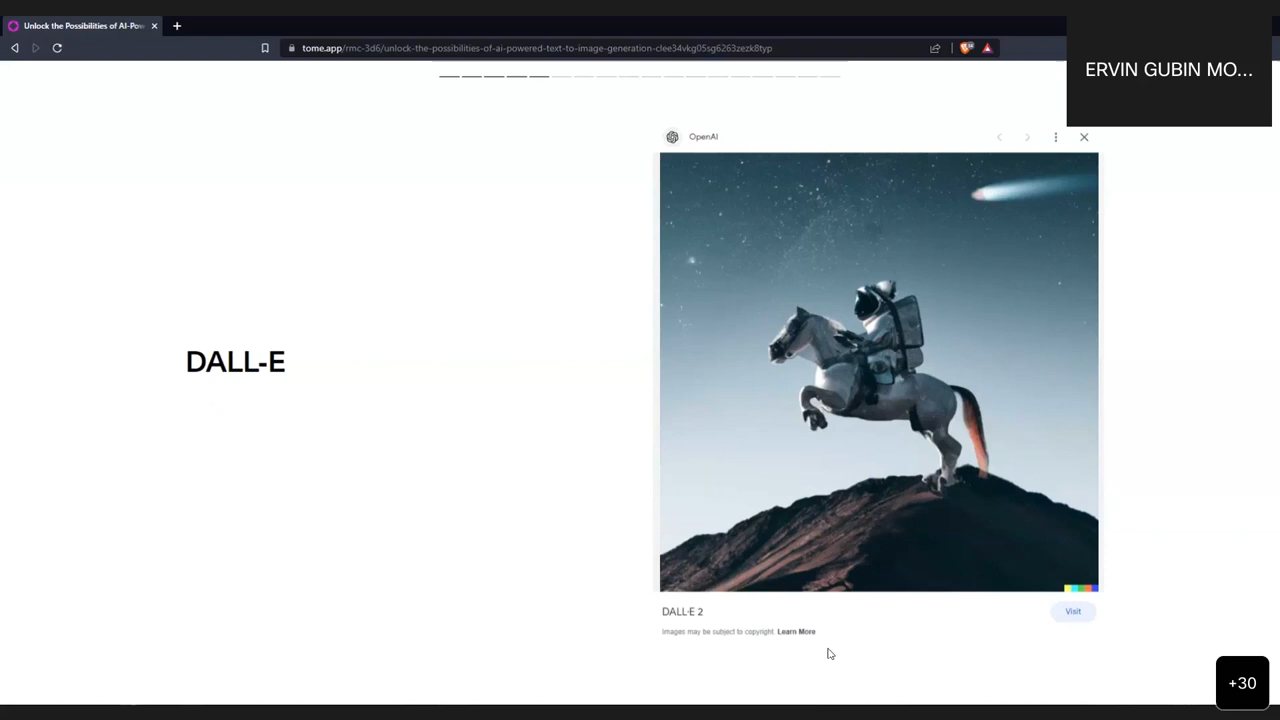 Unlock the Possibilities of AI-Pow
tome.app/rmc-3d6/unlock-the-possibilities-of-ai-powered-text-to-image-generation-clee34vkg05sg6263zezk8typ
ERVIN GUBIN MO...
OpenAI
DALL-E
DALL·E 2
Visit
Images may be subject to copyright. Learn More
+30